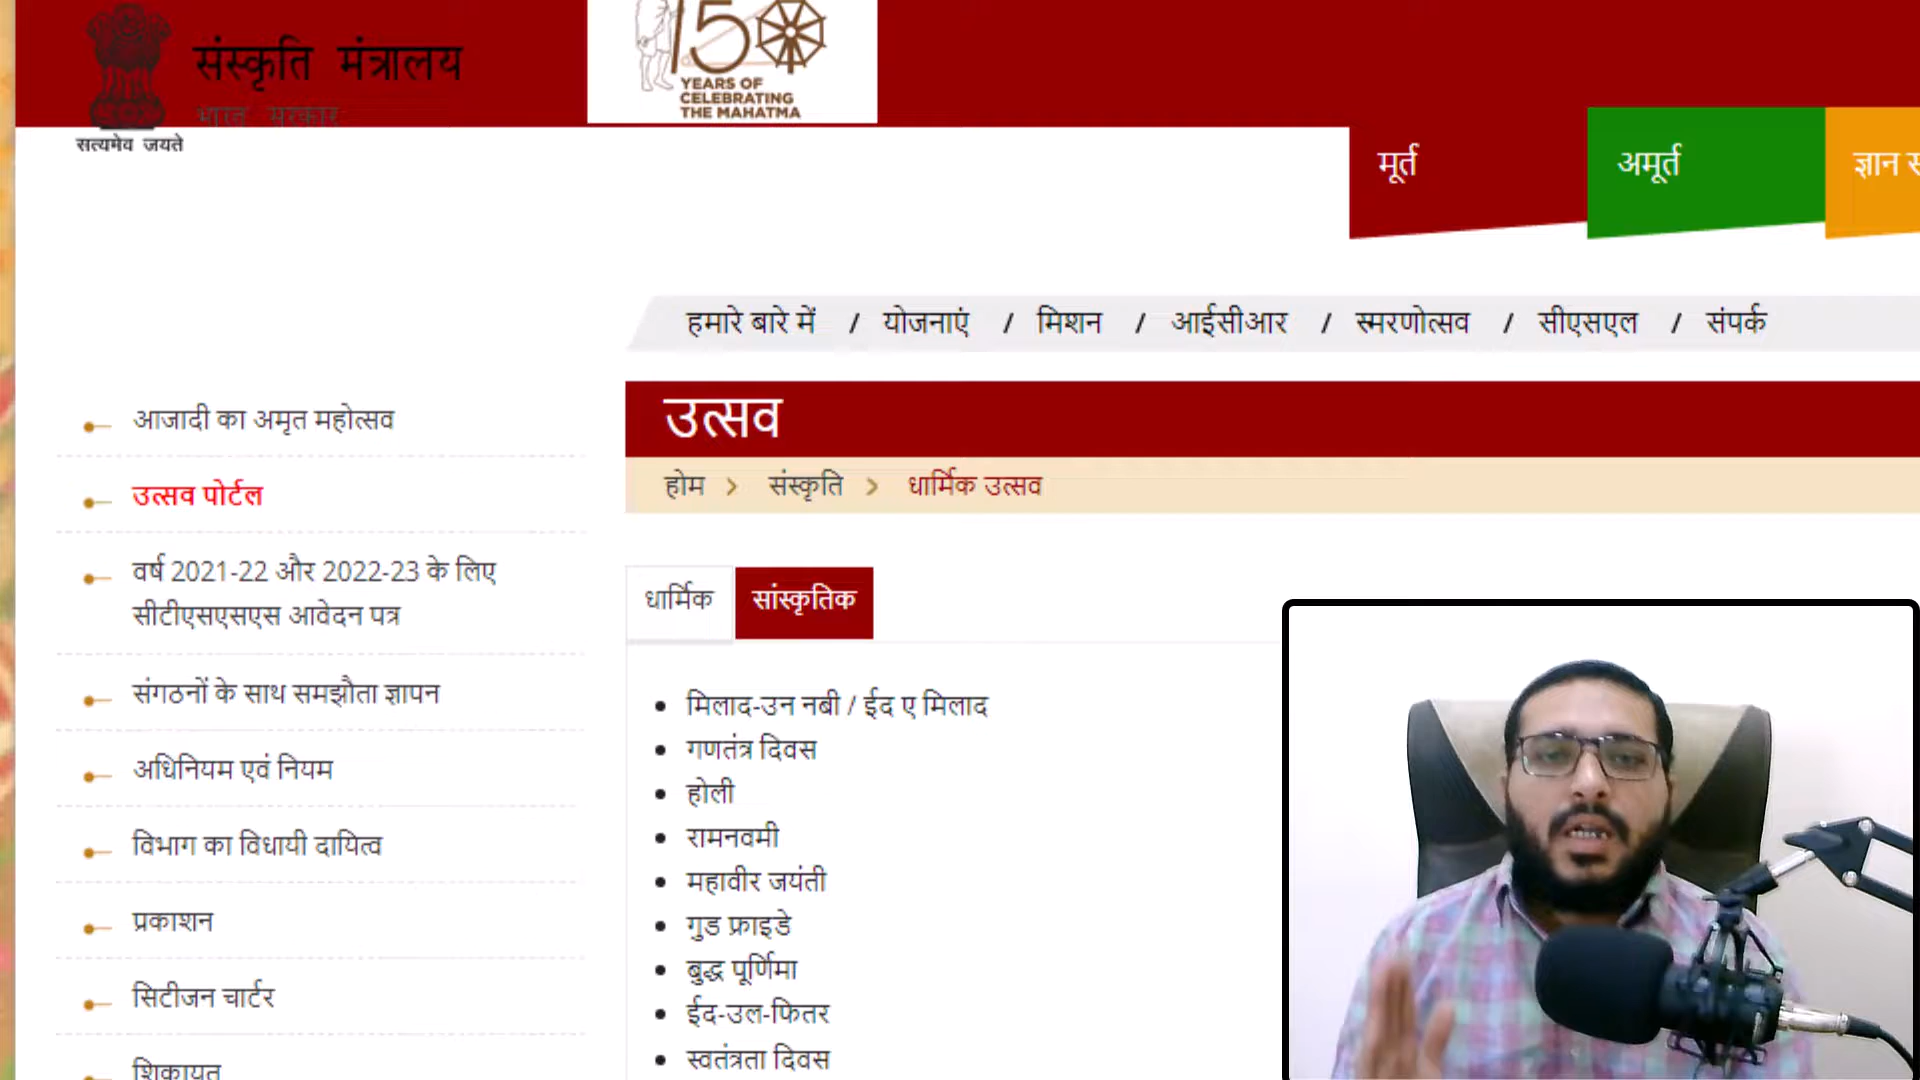 संस्कृति मंत्रालय
भारत सरकार
सत्यमेव जयते
150
YEARS OF
CELEBRATING
THE MAHATMA
मूर्त
अमूर्त
ज्ञान
हमारे बारे में / योजनाएं / मिशन / आईसीआर / स्मरणोत्सव / सीएसएल / संपर्क
आजादी का अमृत महोत्सव
उत्सव पोर्टल
वर्ष 2021-22 और 2022-23 के लिए
सीटीएसएसएस आवेदन पत्र
संगठनों के साथ समझौता ज्ञापन
अधिनियम एवं नियम
विभाग का विधायी दायित्व
प्रकाशन
सिटीजन चार्टर
शिकायत
उत्सव
होम > संस्कृति > धार्मिक उत्सव
धार्मिक सांस्कृतिक
मिलाद-उन नबी / ईद ए मिलाद
गणतंत्र दिवस
होली
रामनवमी
महावीर जयंती
गुड फ्राइडे
बुद्ध पूर्णिमा
ईद-उल-फितर
स्वतंत्रता दिवस